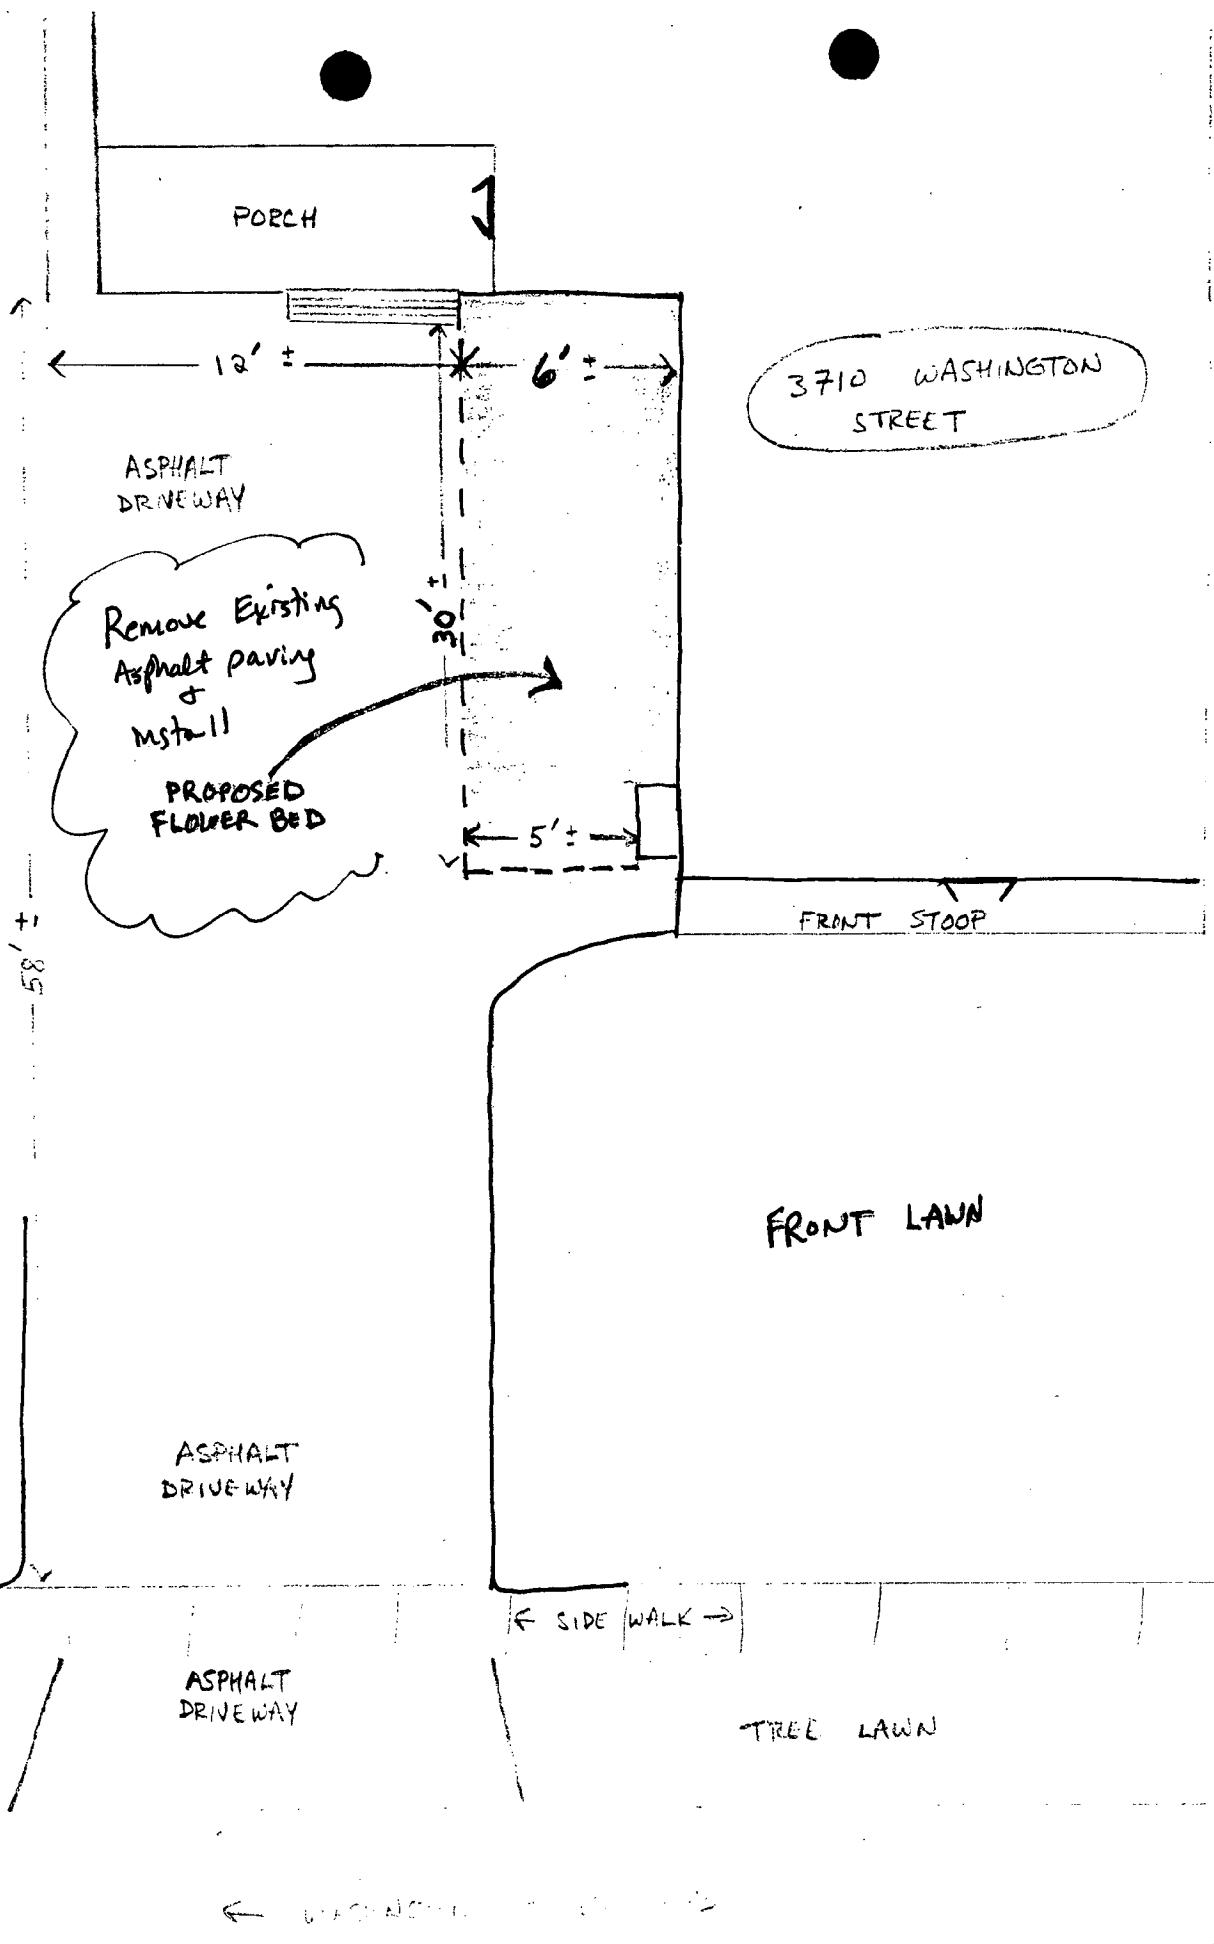 PORCH
12' ±
6' ±
3710 WASHINGTON
STREET
ASPHALT
DRIVEWAY
30' ±
Remove Existing
Asphalt paving
&
Install
PROPOSED
FLOWER BED
5' ±
58' ±
FRONT STOOP
FRONT LAWN
ASPHALT
DRIVEWAY
SIDE WALK
ASPHALT
DRIVEWAY
TREE LAWN